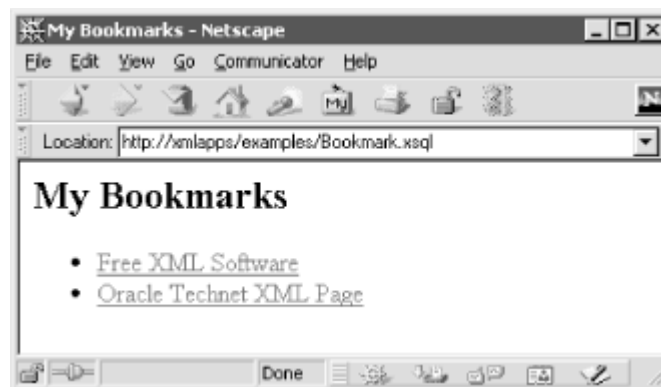 My Bookmarks - Netscape
File Edit View Go Communicator Help
My
N
Location: http://xmlapps/examples/Bookmark.xsql
My Bookmarks
• Free XML Software
• Oracle Technet XML Page
Done